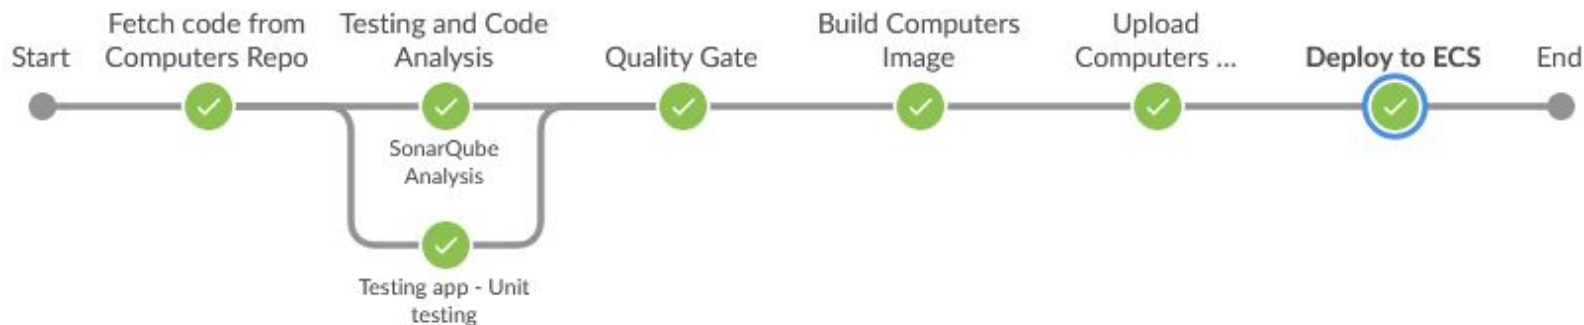 Start
Fetch code from
Computers Repo
Testing and Code
Analysis
SonarQube
Analysis
Testing app - Unit
testing
Quality Gate
Build Computers
Image
Upload
Computers ...
Deploy to ECS
End